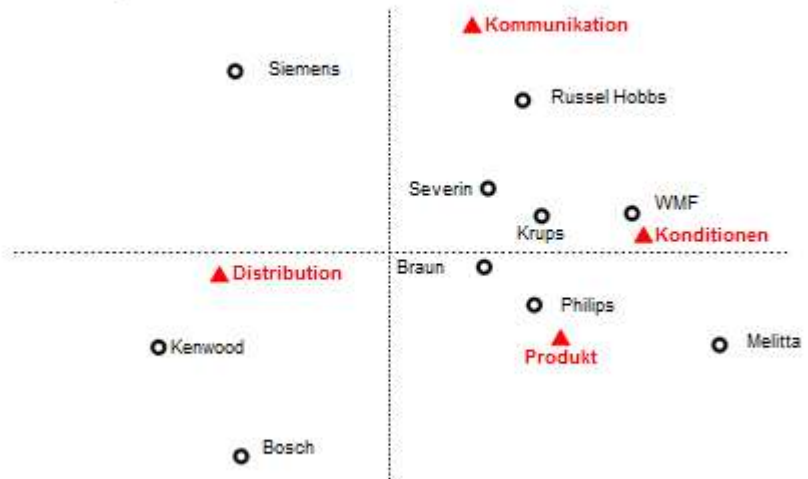 Kommunikation
Siemens
Russel Hobbs
Severin
WMF
Krups
Konditionen
Braun
Distribution
Philips
Kenwood
Melitta
Produkt
Bosch